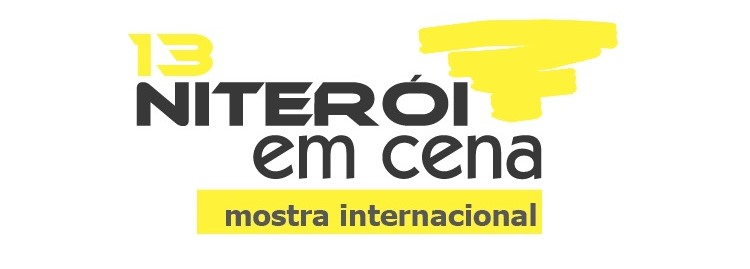 13
NITERÓI
em cena
mostra internacional